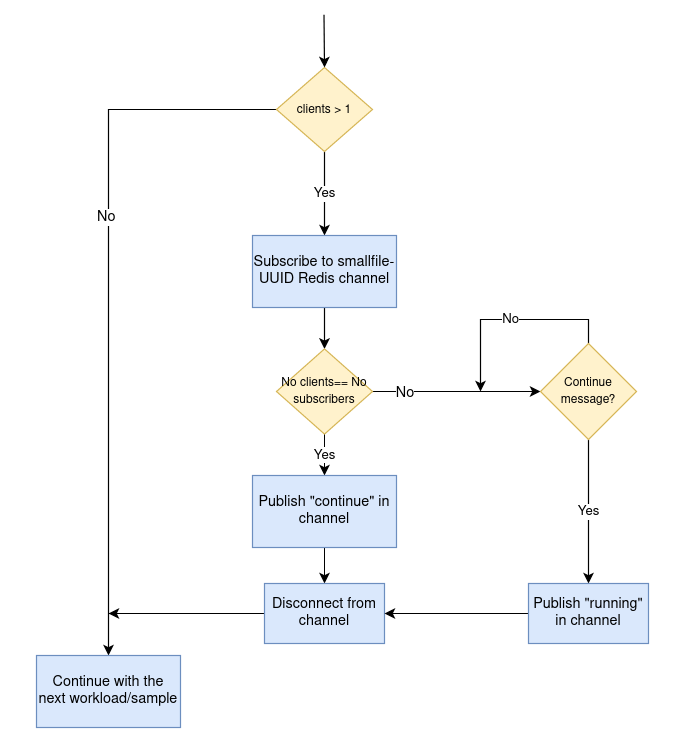 clients > 1
Yes
No
Subscribe to smallfile-
UUID Redis channel
No
No clients== No
subscribers
No
Continue
message?
Yes
Publish "continue" in
channel
Yes
Disconnect from
channel
Publish "running"
in channel
Continue with the
next workload/sample